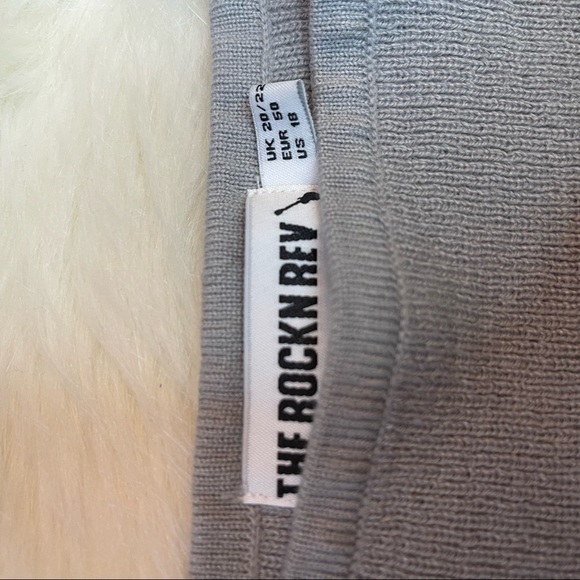 UK 20/22
EUR 50
US 18
THE ROCKN REV